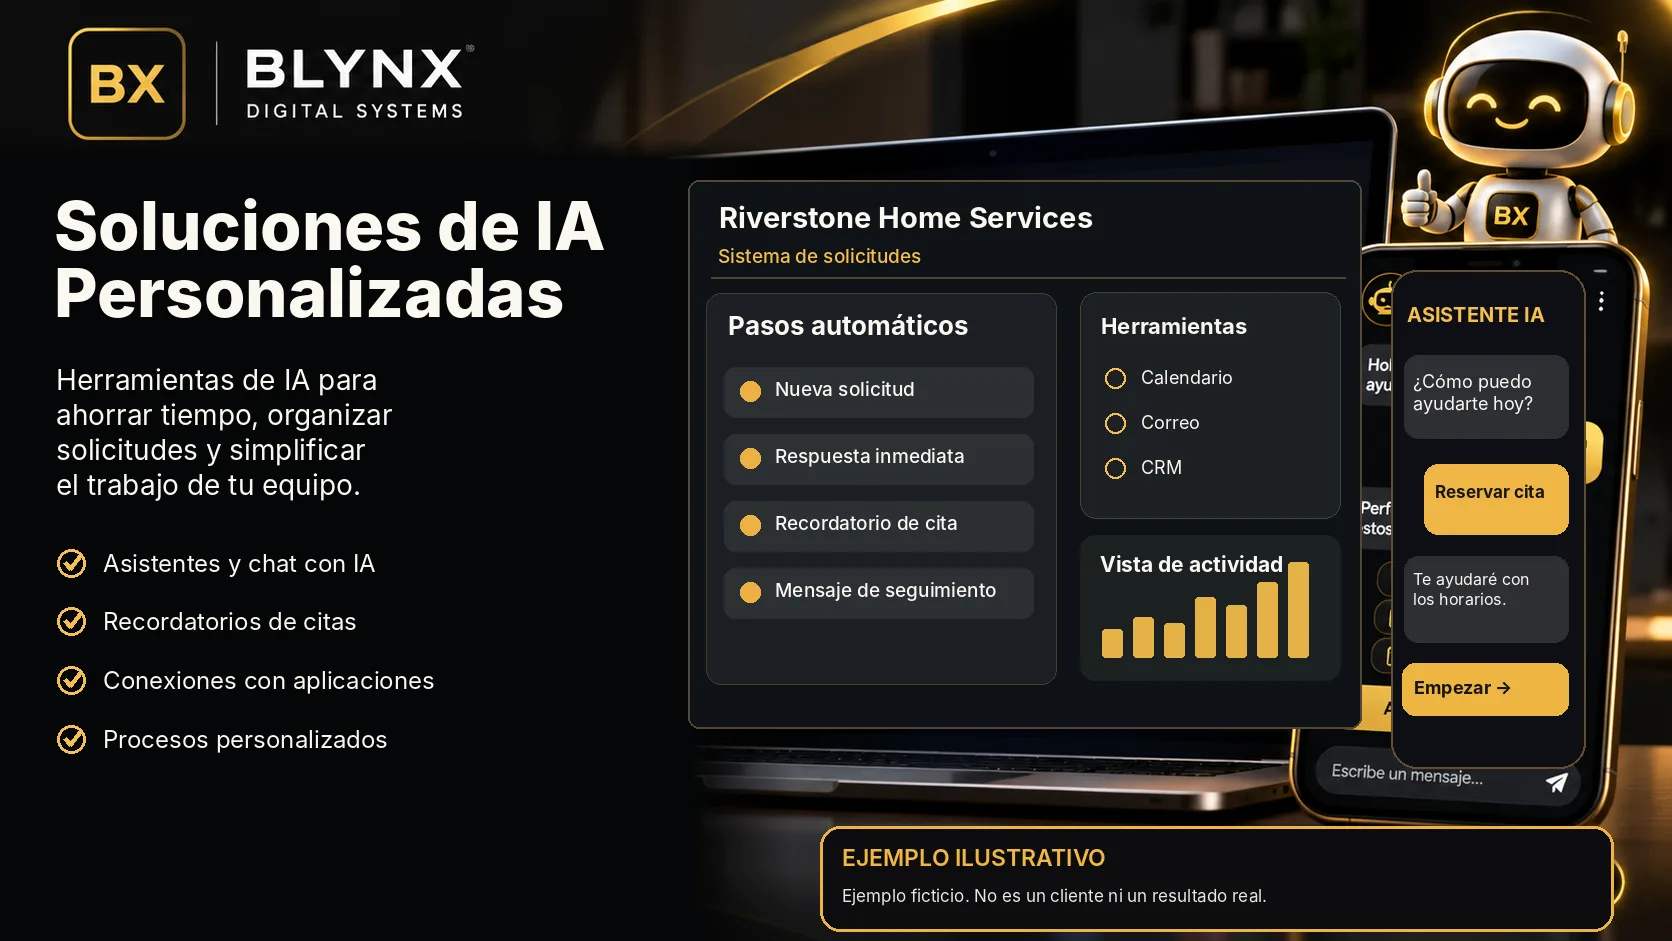 BX
BLYNX
DIGITAL SYSTEMS
Soluciones de IA
Personalizadas
Herramientas de IA para
ahorrar tiempo, organizar
solicitudes y simplificar
el trabajo de tu equipo.
Asistentes y chat con IA
Recordatorios de citas
Conexiones con aplicaciones
Procesos personalizados
Riverstone Home Services
Sistema de solicitudes
Pasos automáticos
Nueva solicitud
Respuesta inmediata
Recordatorio de cita
Mensaje de seguimiento
Herramientas
Calendario
Correo
CRM
Vista de actividad
BX
Hol
ayu
Perf
stos
A
ASISTENTE IA
¿Cómo puedo
ayudarte hoy?
Reservar cita
Te ayudaré con
los horarios.
Empezar →
Escribe un mensaje...
EJEMPLO ILUSTRATIVO
Ejemplo ficticio. No es un cliente ni un resultado real.